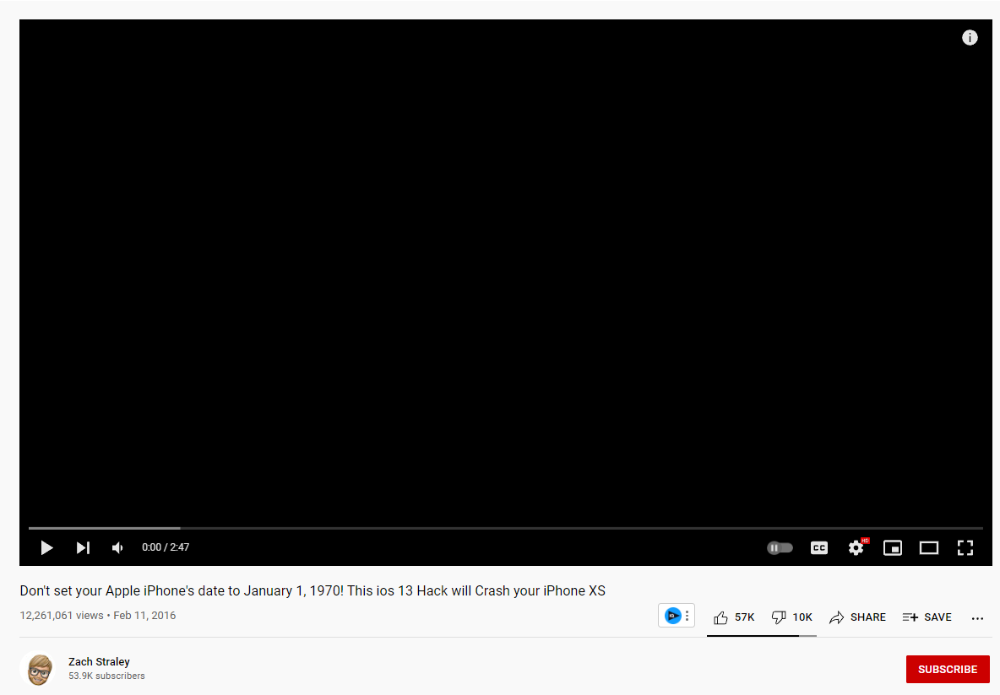 i
0:00 / 2:47
CC
HD
Don't set your Apple iPhone's date to January 1, 1970! This ios 13 Hack will Crash your iPhone XS
12,261,061 views • Feb 11, 2016
57K 10K SHARE SAVE
Zach Straley
53.9K subscribers
SUBSCRIBE